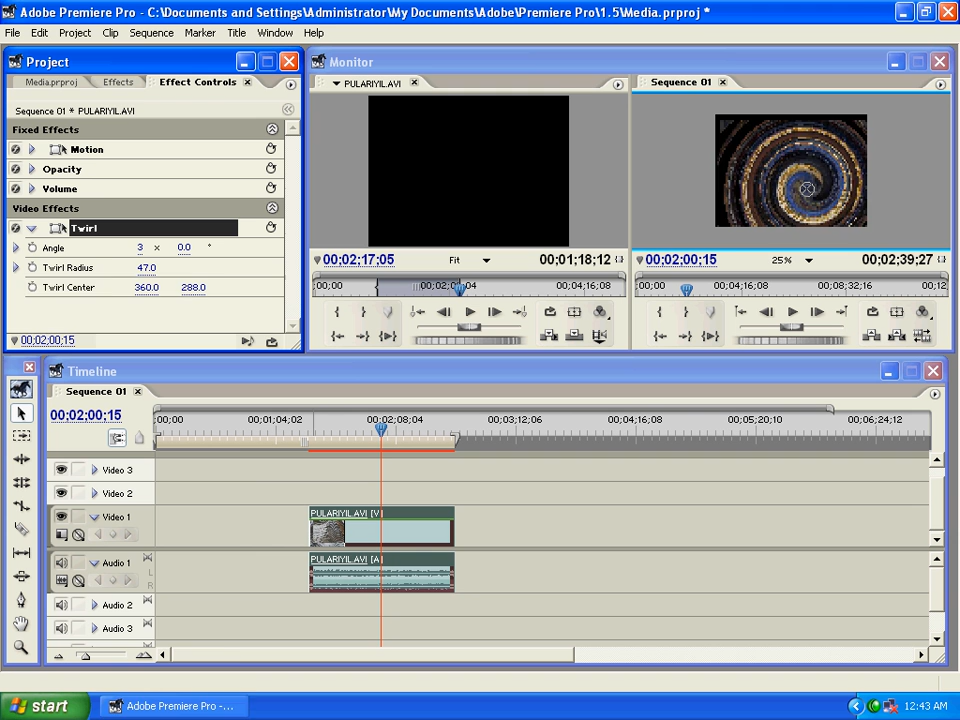 Adobe Premiere Pro - C:\Documents and Settings\Administrator\My Documents\Adobe\Premiere Pro\1.5\Media.prproj *
File Edit Project Clip Sequence Marker Title Window Help
Project
Media.prproj Effects Effect Controls
Sequence 01 * PULARIYIL.AVI
Fixed Effects
Motion
Opacity
Volume
Video Effects
Twirl
Angle 3 x 0.0 °
Twirl Radius 47.0
Twirl Center 360.0 288.0
00;02;00;15
Monitor
PULARIYIL.AVI
Sequence 01
00;02;17;05 Fit 00;01;18;12
;00;00 00;02;0 ;04 00;04;16;08
00;02;00;15 25% 00;02;39;27
;00;00 00;04;16;08 00;08;32;16 00;12
Timeline
Sequence 01
00;02;00;15
;00;00 00;01;04;02 00;02;08;04 00;03;12;06 00;04;16;08 00;05;20;10 00;06;24;12
Video 3
Video 2
Video 1
PULARIYIL.AVI [V]
Audio 1
L
R
PULARIYIL.AVI [A]
Audio 2
Audio 3
start
Adobe Premiere Pro -...
12:43 AM